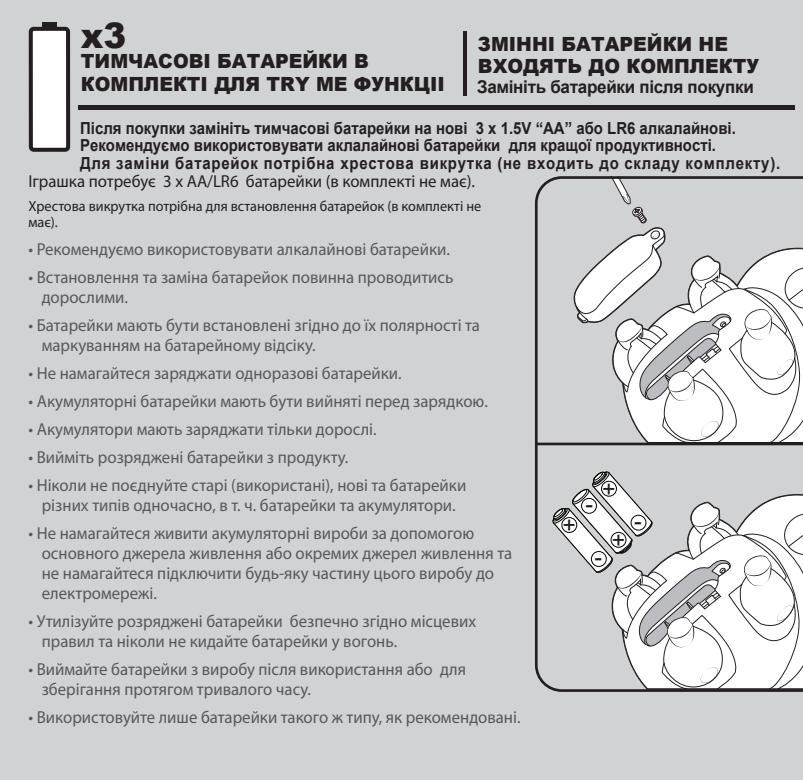 x3
ТИМЧАСОВІ БАТАРЕЙКИ В
КОМПЛЕКТІ ДЛЯ TRY ME ФУНКЦІІ
ЗМІННІ БАТАРЕЙКИ НЕ
ВХОДЯТЬ ДО КОМПЛЕКТУ
Замініть батарейки після покупки
Після покупки замініть тимчасові батарейки на нові 3 x 1.5V “AA” або LR6 алкалайнові.
Рекомендуємо використовувати аклалайнові батарейки для кращої продуктивності.
Для заміни батарейок потрібна хрестова викрутка (не входить до складу комплекту).
Іграшка потребує 3 x AA/LR6 батарейки (в комплекті не має).
Хрестова викрутка потрібна для встановлення батарейок (в комплекті не
має).
• Рекомендуємо використовувати алкалайнові батарейки.
• Встановлення та заміна батарейок повинна проводитись
дорослими.
• Батарейки мають бути встановлені згідно до їх полярності та
маркуванням на батарейному відсіку.
• Не намагайтеся заряджати одноразові батарейки.
• Акумуляторні батарейки мають бути вийняті перед зарядкою.
• Акумулятори мають заряджати тільки дорослі.
• Вийміть розряджені батарейки з продукту.
• Ніколи не поєднуйте старі (використані), нові та батарейки
різних типів одночасно, в т. ч. батарейки та акумулятори.
• Не намагайтеся живити акумуляторні вироби за допомогою
основного джерела живлення або окремих джерел живлення та
не намагайтеся підключити будь-яку частину цього виробу до
електромережі.
• Утилізуйте розряджені батарейки безпечно згідно місцевих
правил та ніколи не кидайте батарейки у вогонь.
• Виймайте батарейки з виробу після використання або для
зберігання протягом тривалого часу.
• Використовуйте лише батарейки такого ж типу, як рекомендовані.